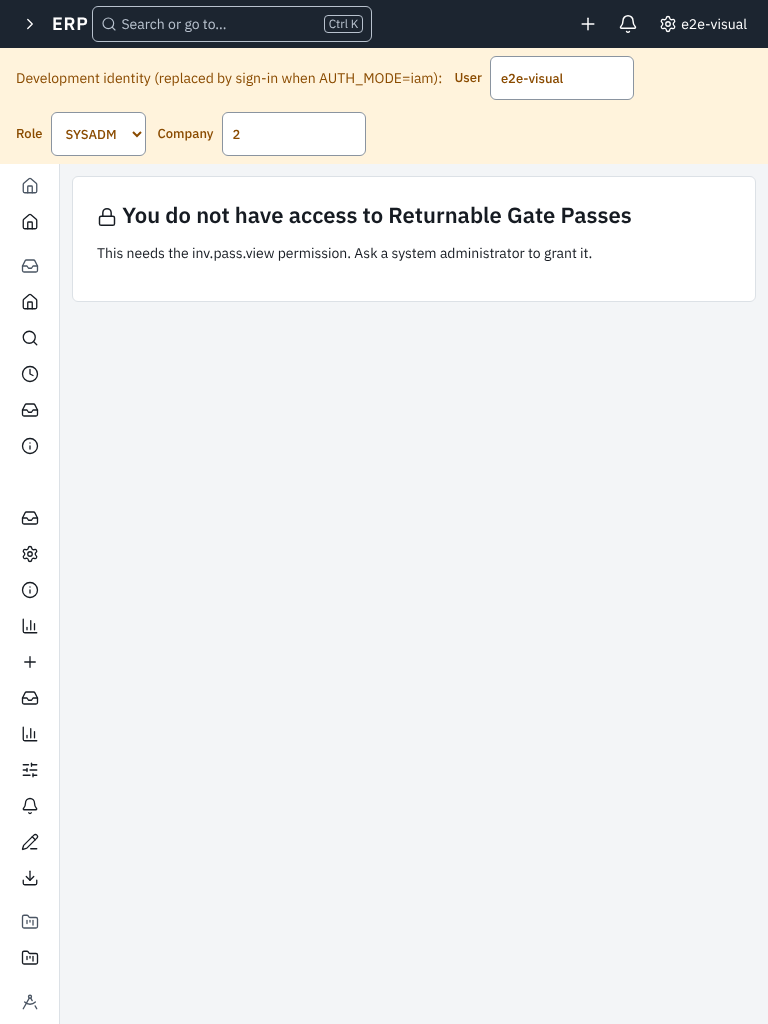 ERP Search or go to... Ctrl K e2e-visual
Development identity (replaced by sign-in when AUTH_MODE=iam): User e2e-visual
Role SYSADM Company 2
You do not have access to Returnable Gate Passes
This needs the inv.pass.view permission. Ask a system administrator to grant it.